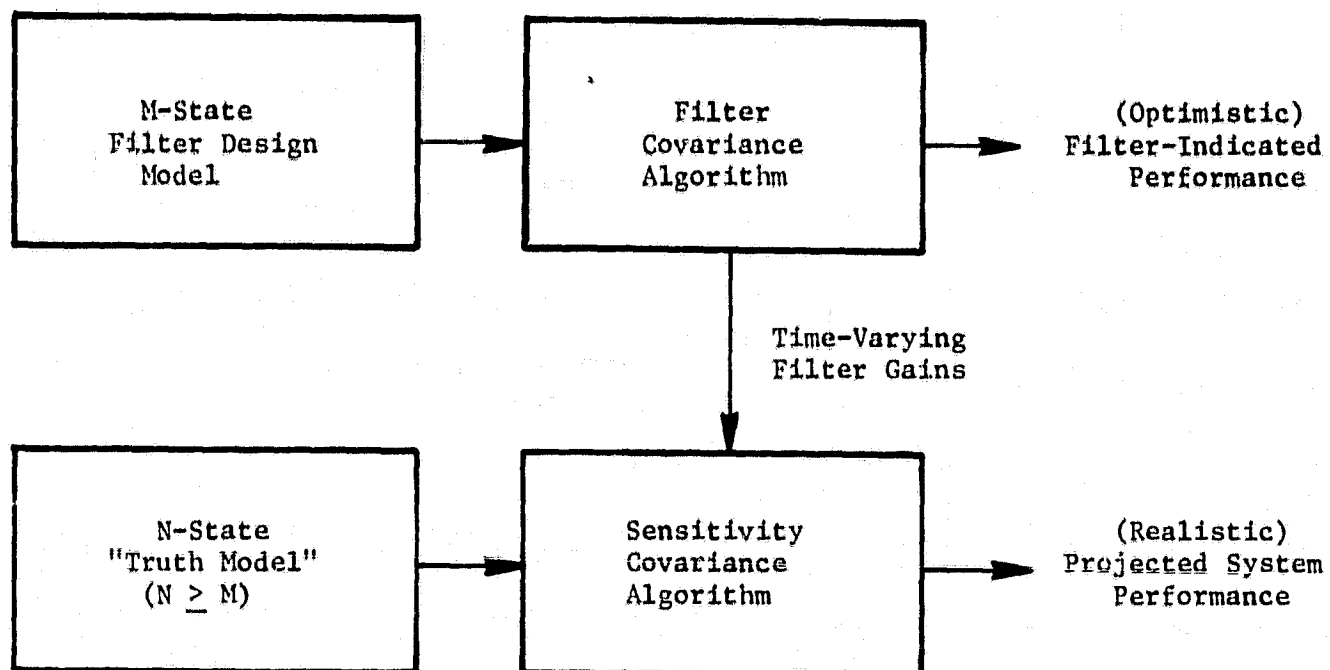 M-State
Filter Design
Model
Filter
Covariance
Algorithm
(Optimistic)
Filter-Indicated
Performance
Time-Varying
Filter Gains
N-State
"Truth Model"
(N ≥ M)
Sensitivity
Covariance
Algorithm
(Realistic)
Projected System
Performance